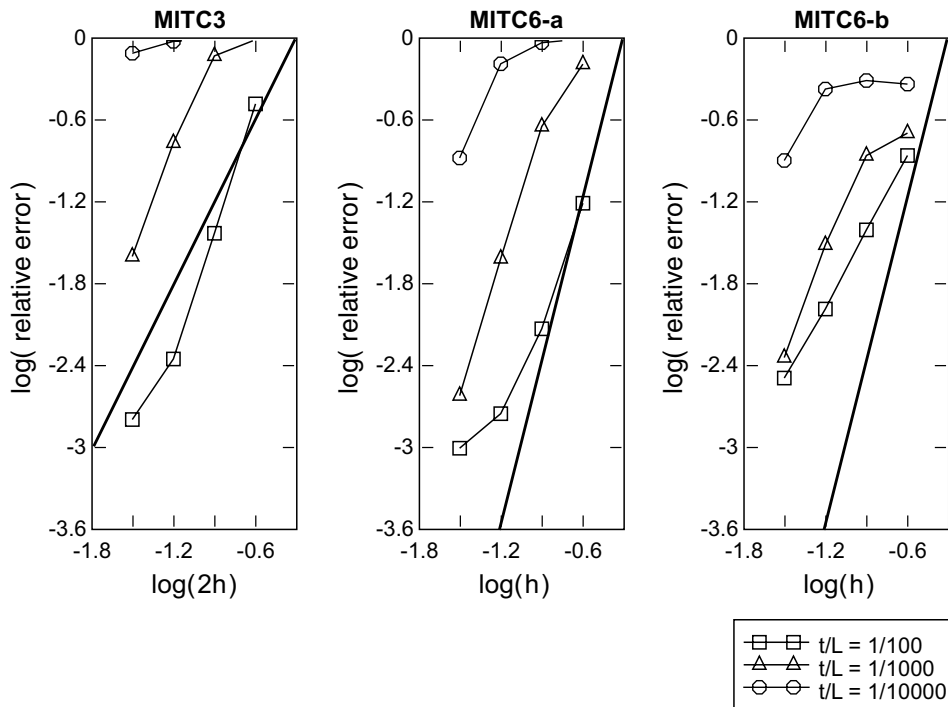 MITC3
0
-0.6
-1.2
-1.8
-2.4
-3
-3.6
-1.8 -1.2 -0.6
log( relative error)
log(2h)
MITC6-a
0
-0.6
-1.2
-1.8
-2.4
-3
-3.6
-1.8 -1.2 -0.6
log( relative error)
log(h)
MITC6-b
0
-0.6
-1.2
-1.8
-2.4
-3
-3.6
-1.8 -1.2 -0.6
log( relative error)
log(h)
t/L = 1/100
t/L = 1/1000
t/L = 1/10000